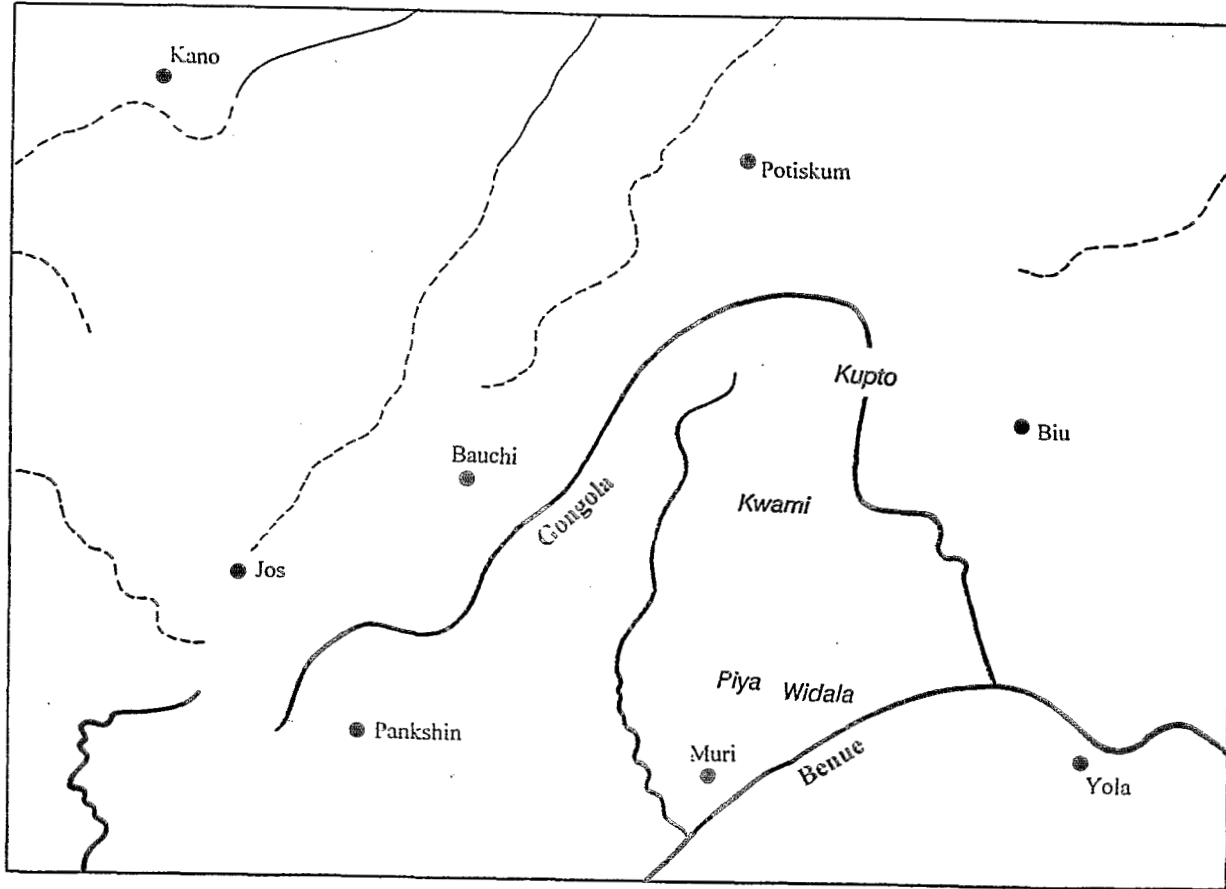 Kano
Potiskum
Kupto
Biu
Bauchi
Gongola
Kwami
Jos
Piya Widala
Pankshin
Muri
Benue
Yola